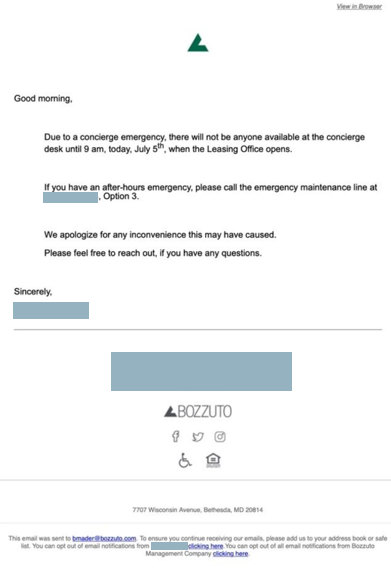 View in Browser
Good morning,
Due to a concierge emergency, there will not be anyone available at the concierge
desk until 9 am, today, July 5th, when the Leasing Office opens.
If you have an after-hours emergency, please call the emergency maintenance line at
, Option 3.
We apologize for any inconvenience this may have caused.
Please feel free to reach out, if you have any questions.
Sincerely,
BOZZUTO
7707 Wisconsin Avenue, Bethesda, MD 20814
This email was sent to bmader@bozzuto.com. To ensure you continue receiving our emails, please add us to your address book or safe
list. You can opt out of email notifications from clicking here. You can opt out of all email notifications from Bozzuto
Management Company clicking here.